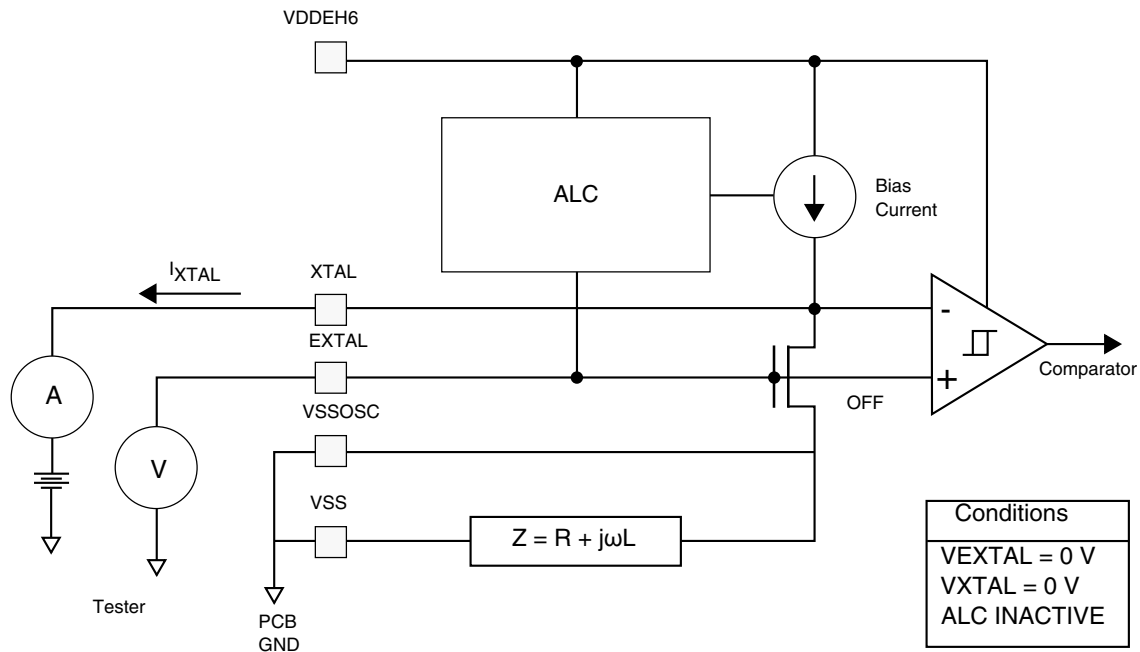 VDDEH6
ALC
Bias
Current
IXTAL
XTAL
EXTAL
-
A
V
VSSOSC
+
OFF
Comparator
VSS
Z = R + jωL
Tester
PCB
GND
Conditions
VEXTAL = 0 V
VXTAL = 0 V
ALC INACTIVE